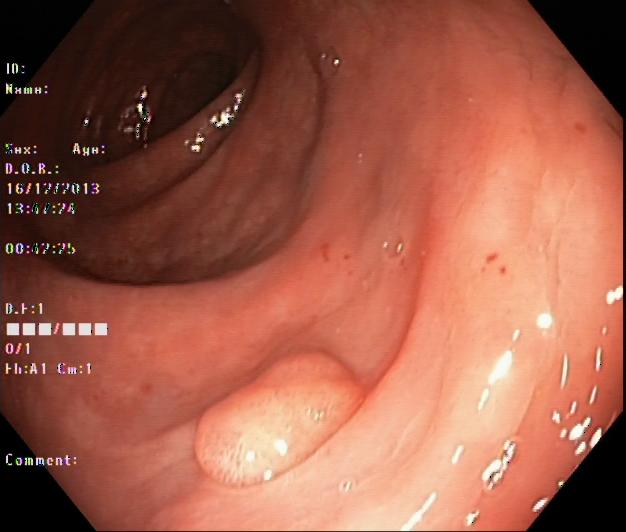 ID:
Name:
Sex: Age:
D.O.B.:
16/12/2013
13:47:24
00:42:25
D.F:1
■■■/■■■
0/1
Eh:A1 Cm:1
Comment: